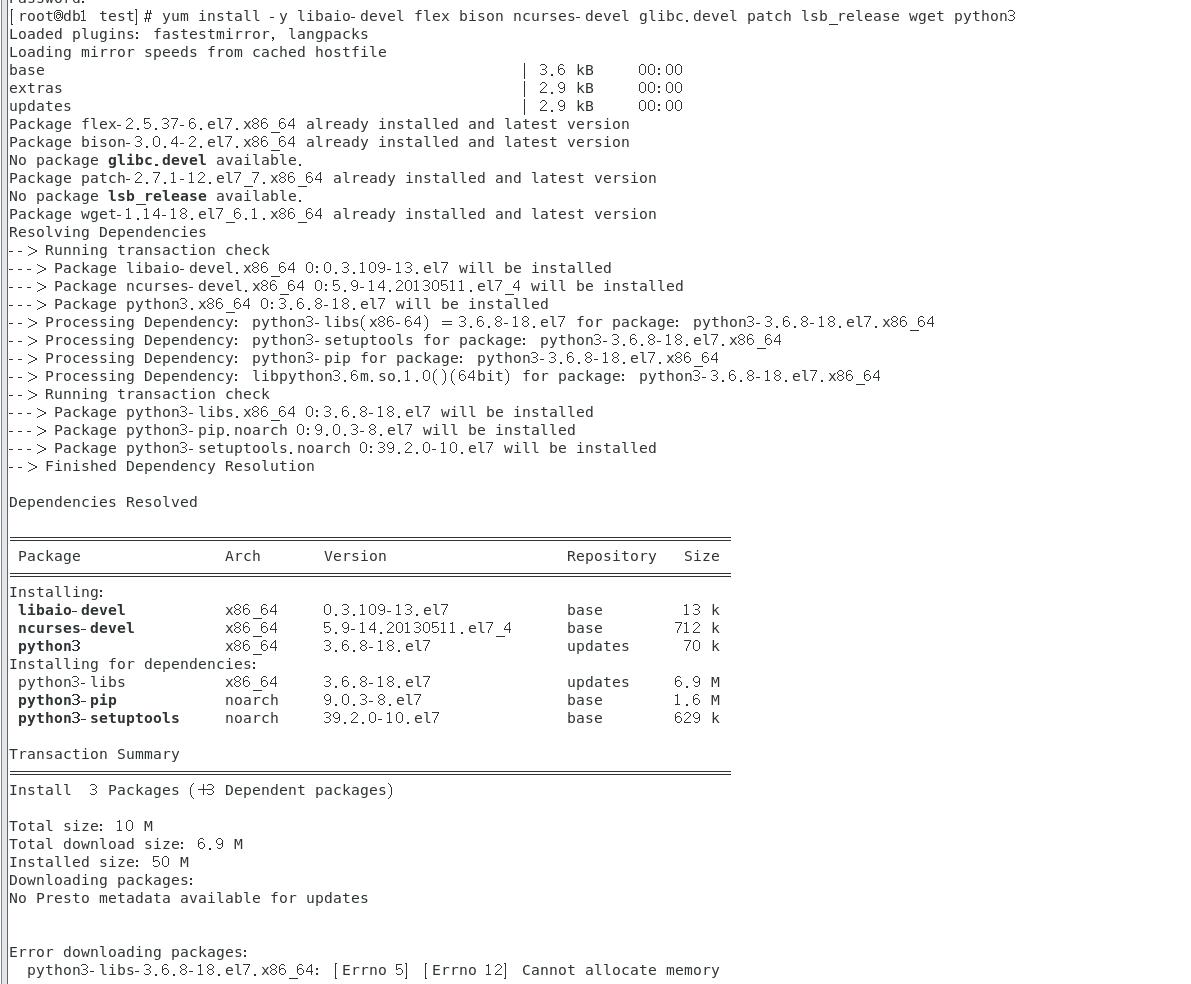 [root@db1 test]# yum install -y libaio-devel flex bison ncurses-devel glibc.devel patch lsb_release wget python3
Loaded plugins: fastestmirror, langpacks
Loading mirror speeds from cached hostfile
base | 3.6 kB 00:00
extras | 2.9 kB 00:00
updates | 2.9 kB 00:00
Package flex-2.5.37-6.el7.x86_64 already installed and latest version
Package bison-3.0.4-2.el7.x86_64 already installed and latest version
No package glibc.devel available.
Package patch-2.7.1-12.el7_7.x86_64 already installed and latest version
No package lsb_release available.
Package wget-1.14-18.el7_6.1.x86_64 already installed and latest version
Resolving Dependencies
--> Running transaction check
---> Package libaio-devel.x86_64 0:0.3.109-13.el7 will be installed
---> Package ncurses-devel.x86_64 0:5.9-14.20130511.el7_4 will be installed
---> Package python3.x86_64 0:3.6.8-18.el7 will be installed
--> Processing Dependency: python3-libs(x86-64) = 3.6.8-18.el7 for package: python3-3.6.8-18.el7.x86_64
--> Processing Dependency: python3-setuptools for package: python3-3.6.8-18.el7.x86_64
--> Processing Dependency: python3-pip for package: python3-3.6.8-18.el7.x86_64
--> Processing Dependency: libpython3.6m.so.1.0()(64bit) for package: python3-3.6.8-18.el7.x86_64
--> Running transaction check
---> Package python3-libs.x86_64 0:3.6.8-18.el7 will be installed
---> Package python3-pip.noarch 0:9.0.3-8.el7 will be installed
---> Package python3-setuptools.noarch 0:39.2.0-10.el7 will be installed
--> Finished Dependency Resolution
Dependencies Resolved
Package Arch Version Repository Size
Installing:
libaio-devel x86_64 0.3.109-13.el7 base 13 k
ncurses-devel x86_64 5.9-14.20130511.el7_4 base 712 k
python3 x86_64 3.6.8-18.el7 updates 70 k
Installing for dependencies:
python3-libs x86_64 3.6.8-18.el7 updates 6.9 M
python3-pip noarch 9.0.3-8.el7 base 1.6 M
python3-setuptools noarch 39.2.0-10.el7 base 629 k
Transaction Summary
Install 3 Packages (+3 Dependent packages)
Total size: 10 M
Total download size: 6.9 M
Installed size: 50 M
Downloading packages:
No Presto metadata available for updates
Error downloading packages:
python3-libs-3.6.8-18.el7.x86_64: [Errno 5] [Errno 12] Cannot allocate memory